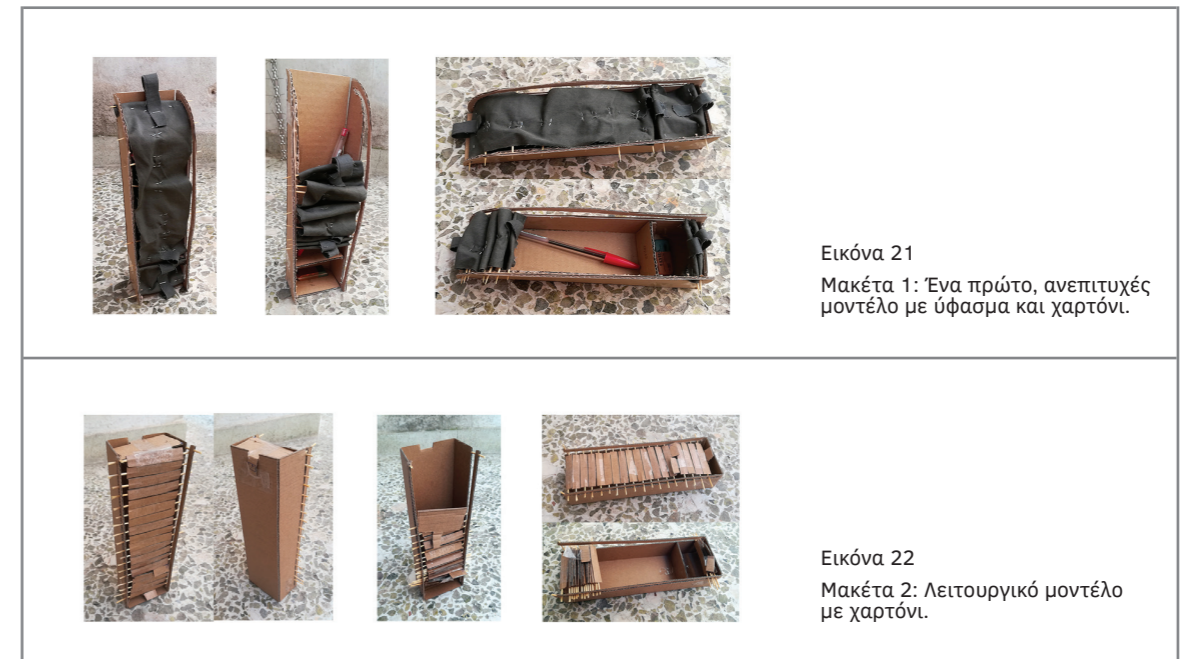 Εικόνα 21
Μακέτα 1: Ένα πρώτο, ανεπιτυχές
μοντέλο με ύφασμα και χαρτόνι.
Εικόνα 22
Μακέτα 2: Λειτουργικό μοντέλο
με χαρτόνι.